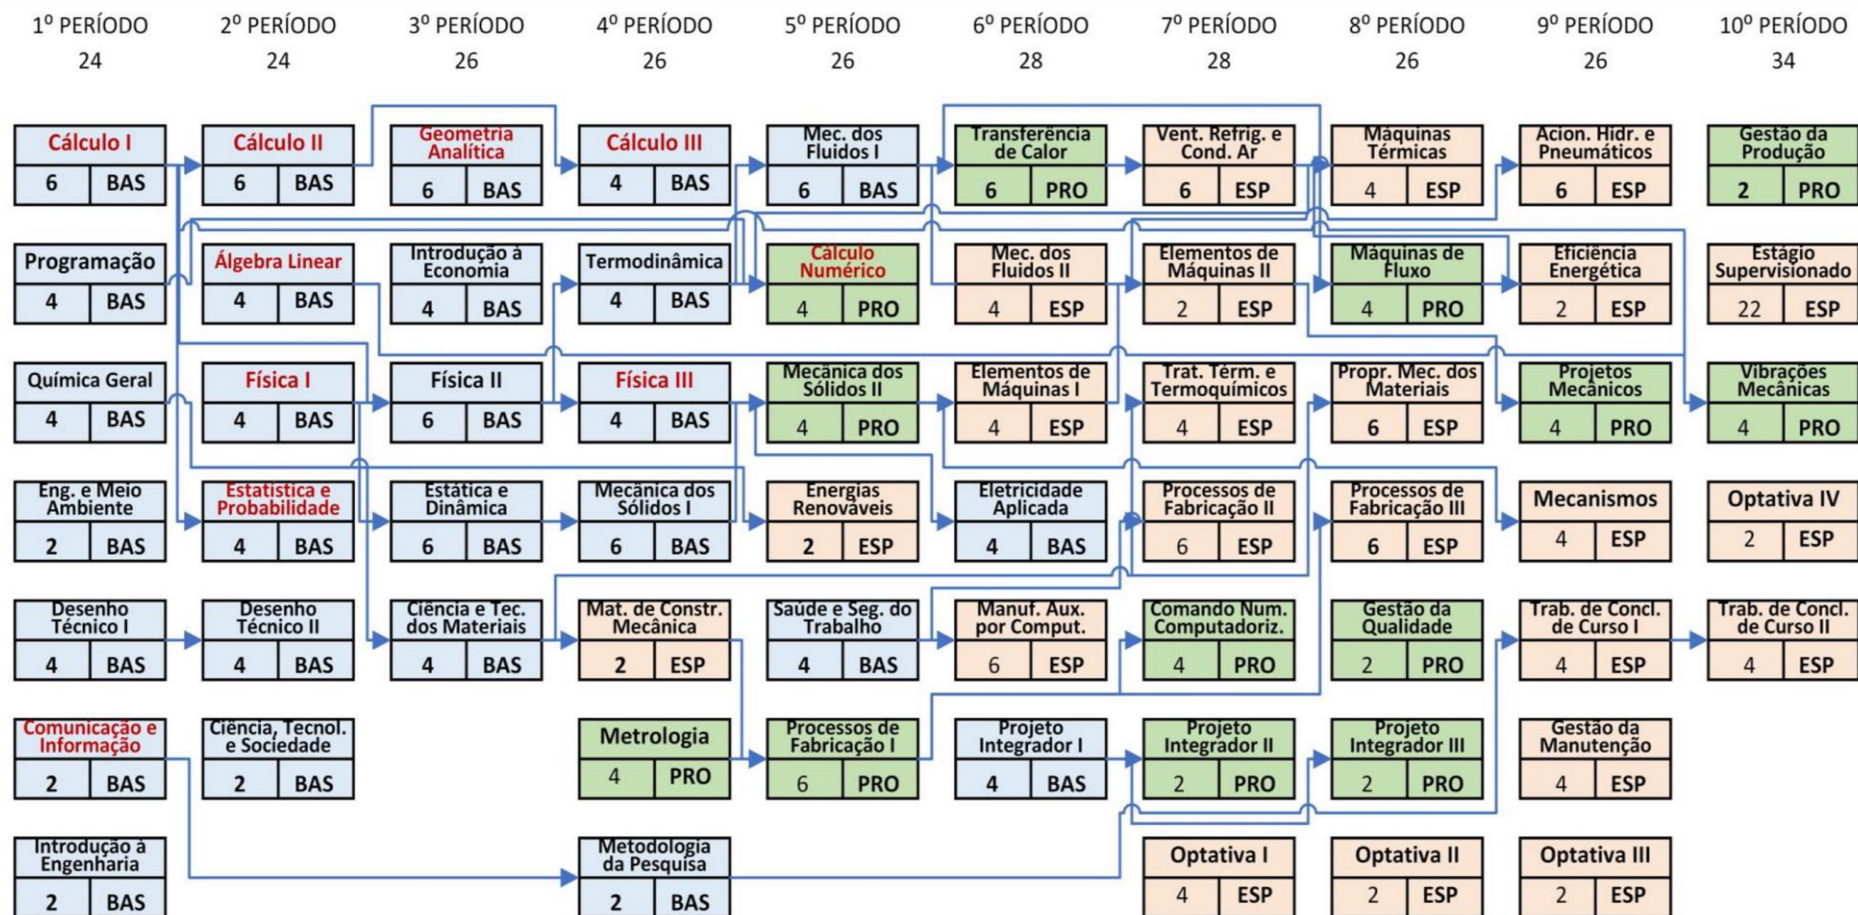 1º PERÍODO 2º PERÍODO 3º PERÍODO 4º PERÍODO 5º PERÍODO 6º PERÍODO 7º PERÍODO 8º PERÍODO 9º PERÍODO 10º PERÍODO
24 24 26 26 26 28 28 26 26 34
Cálculo I
6 BAS
Cálculo II
6 BAS
Geometria
Analítica
6 BAS
Cálculo III
4 BAS
Mec. dos
Fluidos I
6 BAS
Transferência
de Calor
6 PRO
Vent. Refrig. e
Cond. Ar
6 ESP
Máquinas
Térmicas
4 ESP
Acion. Hidr. e
Pneumáticos
6 ESP
Gestão da
Produção
2 PRO
Programação
4 BAS
Álgebra Linear
4 BAS
Introdução à
Economia
4 BAS
Termodinâmica
4 BAS
Cálculo
Numérico
4 PRO
Mec. dos
Fluidos II
4 ESP
Elementos de
Máquinas II
2 ESP
Máquinas de
Fluxo
4 PRO
Eficiência
Energética
2 ESP
Estágio
Supervisionado
22 ESP
Química Geral
4 BAS
Física I
4 BAS
Física II
6 BAS
Física III
4 BAS
Mecânica dos
Sólidos II
4 PRO
Elementos de
Máquinas I
4 ESP
Trat. Térm. e
Termoquímicos
4 ESP
Propr. Mec. dos
Materiais
6 ESP
Projetos
Mecânicos
4 PRO
Vibrações
Mecânicas
4 PRO
Eng. e Meio
Ambiente
2 BAS
Estatística e
Probabilidade
4 BAS
Estática e
Dinâmica
6 BAS
Mecânica dos
Sólidos I
6 BAS
Energias
Renováveis
2 ESP
Eletricidade
Aplicada
4 BAS
Processos de
Fabricação II
6 ESP
Processos de
Fabricação III
6 ESP
Mecanismos
4 ESP
Optativa IV
2 ESP
Desenho
Técnico I
4 BAS
Desenho
Técnico II
4 BAS
Ciência e Tec.
dos Materiais
4 BAS
Mat. de Constr.
Mecânica
2 ESP
Saúde e Seg. do
Trabalho
4 BAS
Manuf. Aux.
por Comput.
6 ESP
Comando Num.
Computadoriz.
4 PRO
Gestão da
Qualidade
2 PRO
Trab. de Concl.
de Curso I
4 ESP
Trab. de Concl.
de Curso II
4 ESP
Comunicação e
Informação
2 BAS
Ciência, Tecnol.
e Sociedade
2 BAS
Metrologia
4 PRO
Processos de
Fabricação I
6 PRO
Projeto
Integrador I
4 BAS
Projeto
Integrador II
2 PRO
Projeto
Integrador III
2 PRO
Gestão da
Manutenção
4 ESP
Introdução à
Engenharia
2 BAS
Metodologia
da Pesquisa
2 BAS
Optativa I
4 ESP
Optativa II
2 ESP
Optativa III
2 ESP